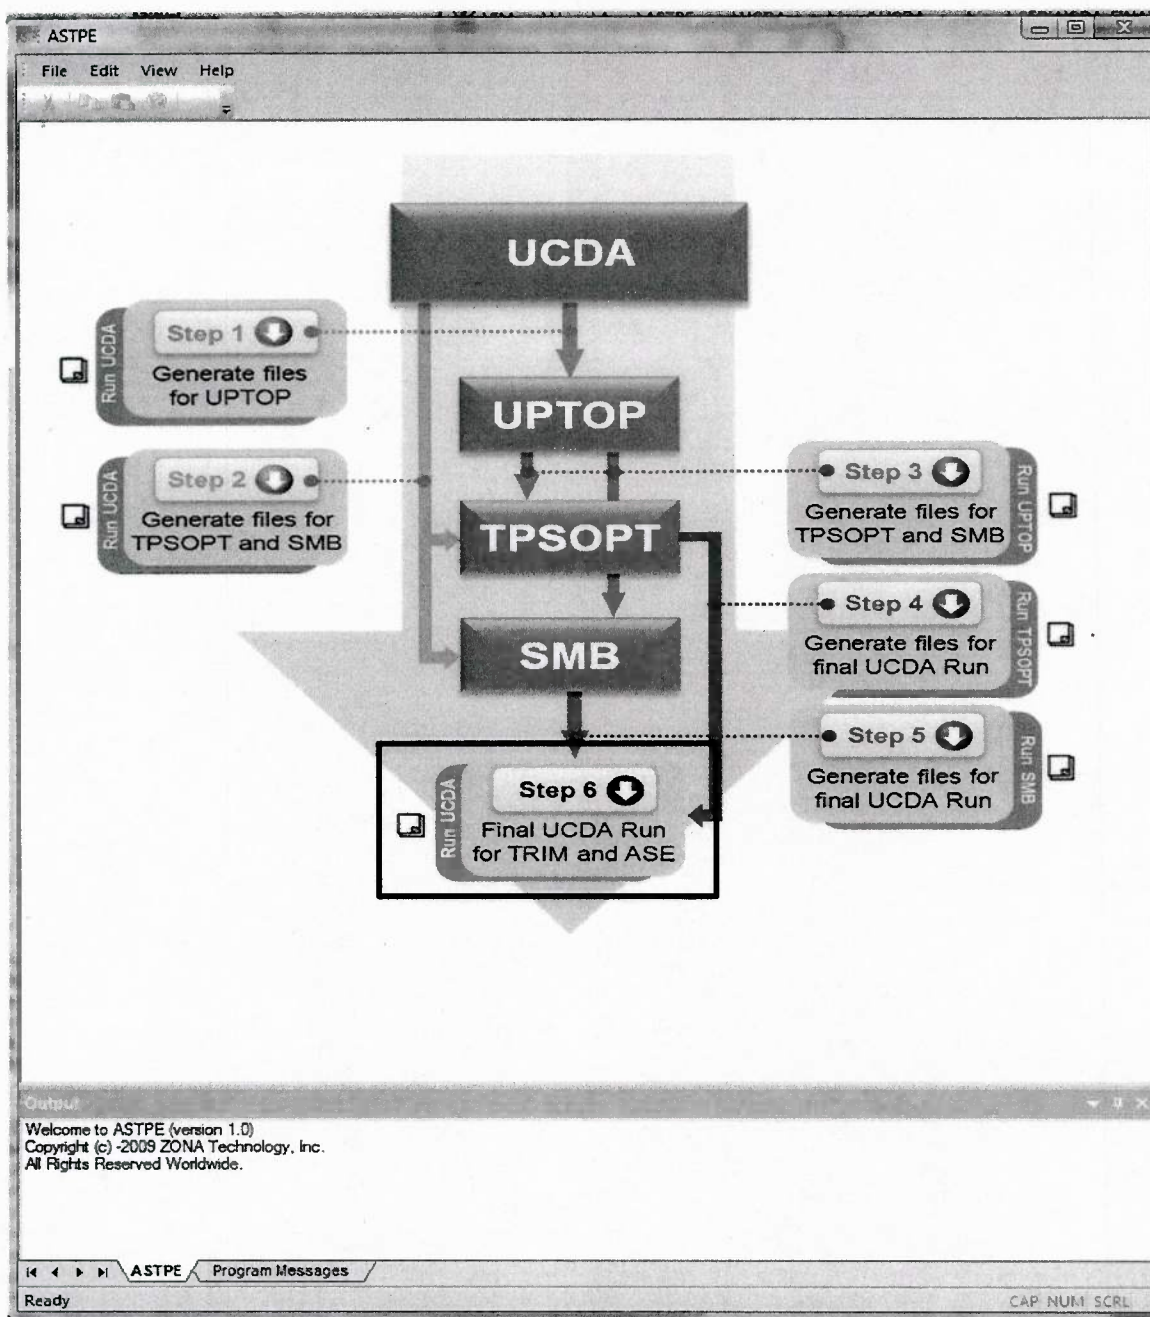 ASTPE
File Edit View Help
UCDA
Run UCDA
Step 1
Generate files
for UPTOP
UPTOP
Run UCDA
Step 2
Generate files for
TPSOPT and SMB
Step 3
Generate files for
TPSOPT and SMB
Run UPTOP
TPSOPT
Step 4
Generate files for
final UCDA Run
Run TPSOPT
SMB
Step 5
Generate files for
final UCDA Run
Run SMB
Run UCDA
Step 6
Final UCDA Run
for TRIM and ASE
Output
Welcome to ASTPE (version 1.0)
Copyright (c) -2009 ZONA Technology, Inc.
All Rights Reserved Worldwide.
ASTPE Program Messages
Ready CAP NUM SCRL